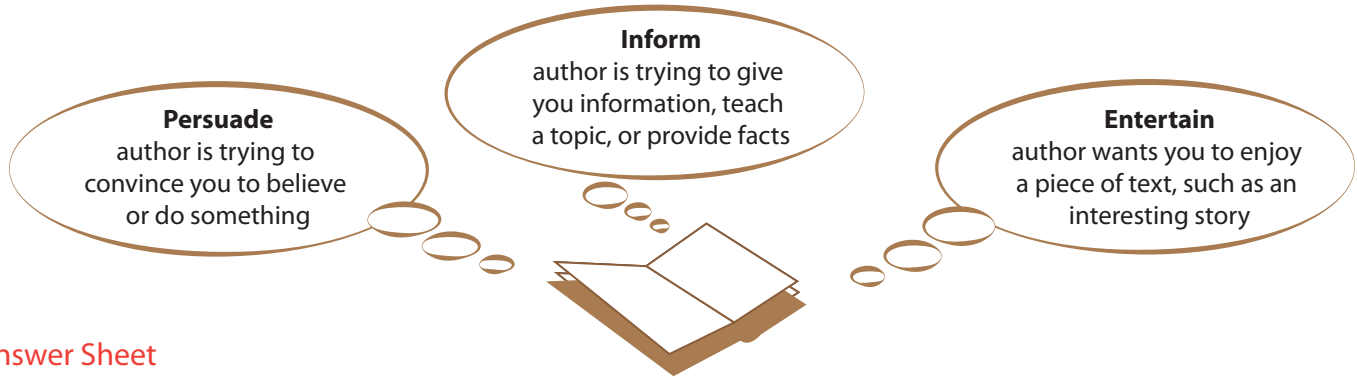 Persuade
author is trying to
convince you to believe
or do something
Inform
author is trying to give
you information, teach
a topic, or provide facts
Entertain
author wants you to enjoy
a piece of text, such as an
interesting story
nswer Sheet